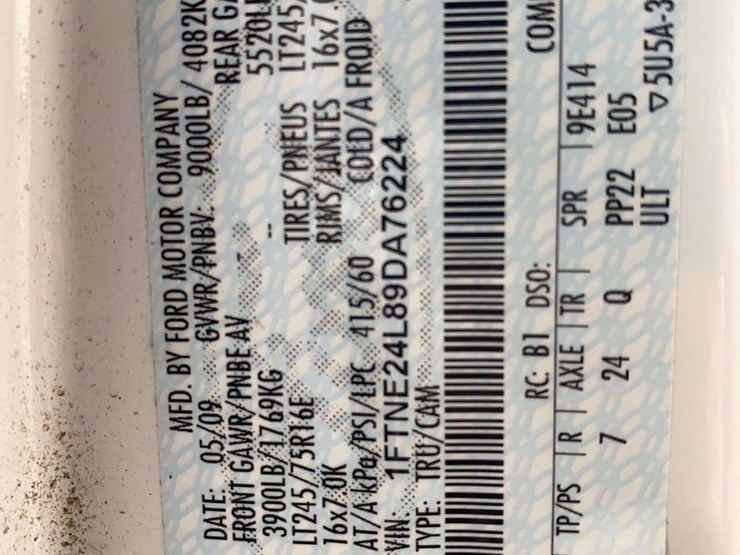 MFD. BY FORD MOTOR COMPANY
DATE: 05/09 GVWR/PNBV: 9000LB/ 4082K
FRONT GAWR/PNBE AV -- REAR GA
3900LB/1769KG 5520L
LT245/75R16E TIRES/PNEUS LT245/
16x7.0K RIMS/JANTES 16x7.0
AT/A kPa/PSI/LPC 415/60 COLD/A FROID
VIN: 1FTNE24L89DA76224
TYPE: TRU/CAM
RC: B1 DSO: COM
TP/PS R AXLE TR SPR 9E414
7 24 Q PP22 E05
ULT ▽5U5A-3